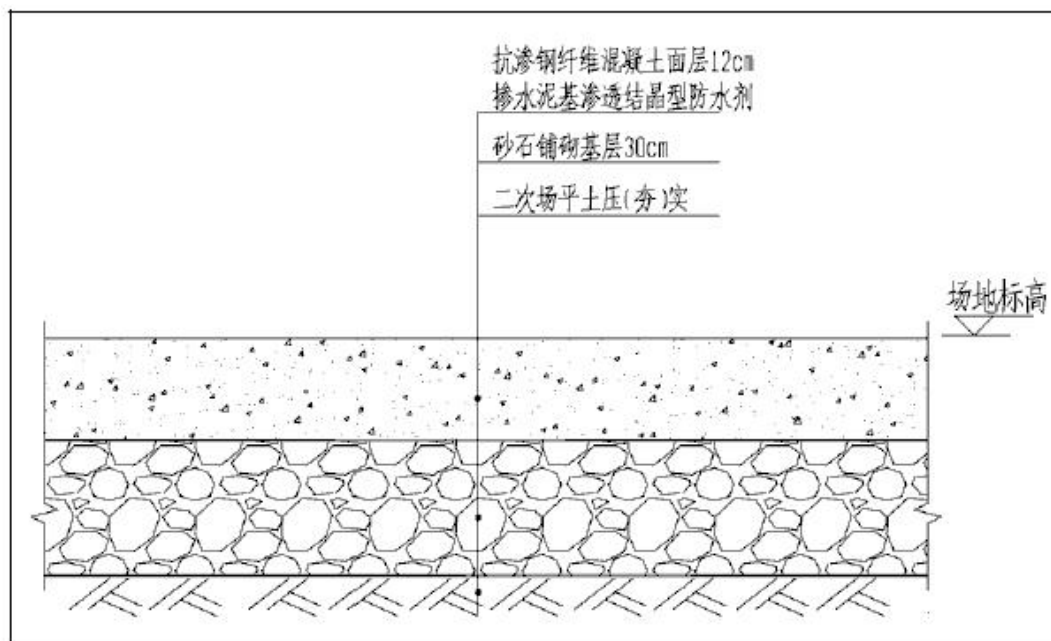 抗渗钢纤维混凝土面层12cm
掺水泥基渗透结晶型防水剂
砂石铺砌基层30cm
二次场平土压(夯)实
场地标高